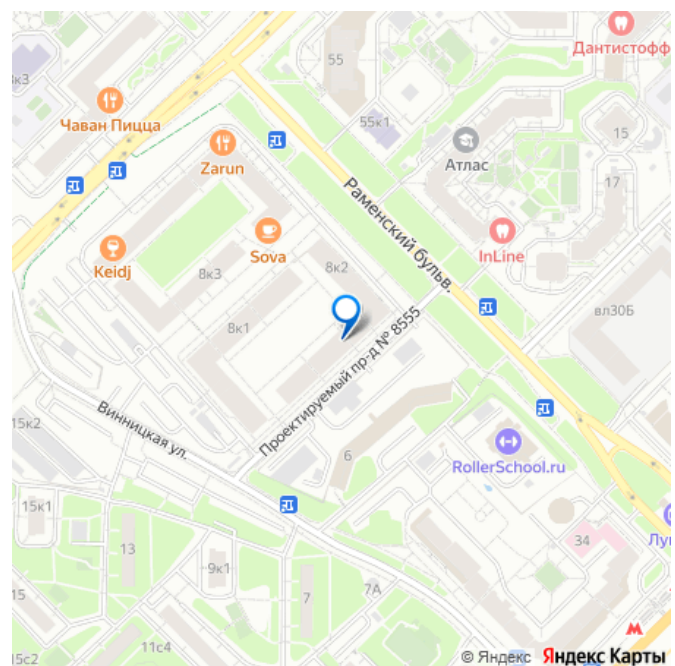 55
Дантистофф
8к3
Чаван Пицца
55к1
15
Zarun
Атлас
17
Раменский бульв.
Sova
InLine
Keidj
8к3
8к2
8к1
вл30Б
Проектируемый пр-д № 8555
Винницкая ул.
15к2
6
RollerSchool.ru
15к1
13
34
9к1
7А
7
15
11с4
15с2
© Яндекс Яндекс Карты